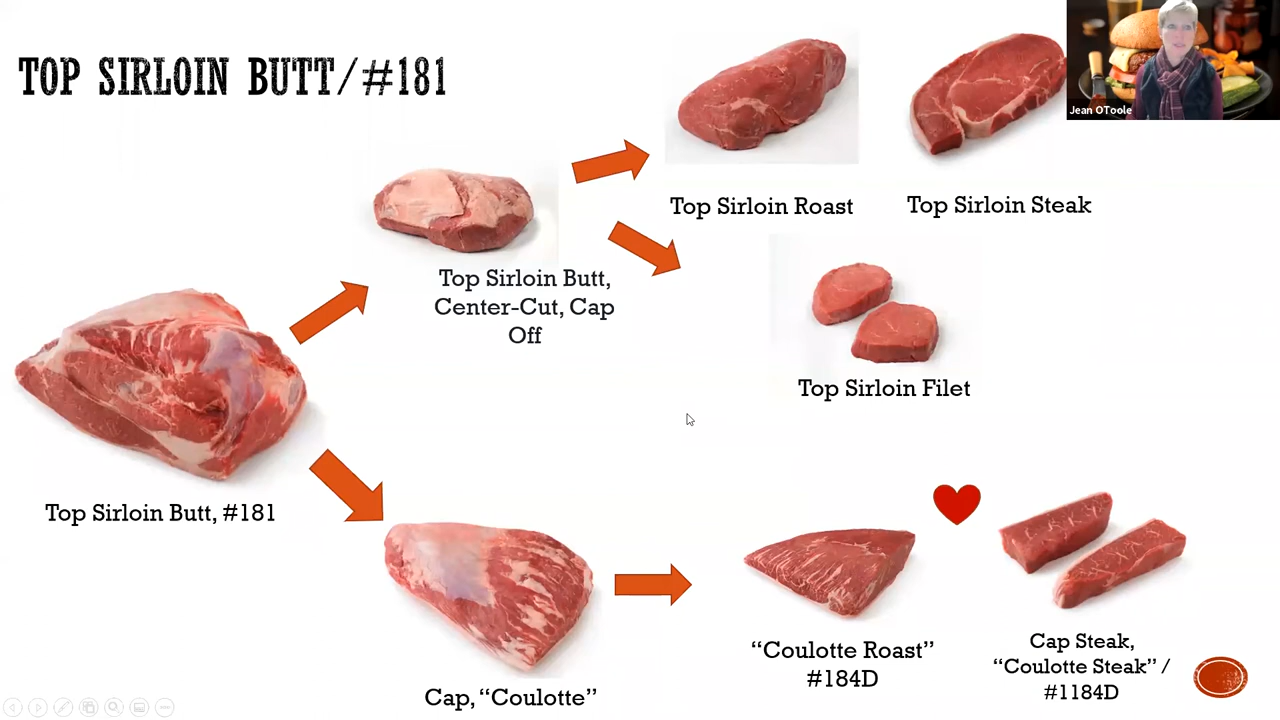 TOP SIRLOIN BUTT/#181
Jean OToole
Top Sirloin Roast
Top Sirloin Steak
Top Sirloin Butt,
Center-Cut, Cap
Off
Top Sirloin Filet
Top Sirloin Butt, #181
Cap, “Coulotte”
“Coulotte Roast”
#184D
Cap Steak,
“Coulotte Steak” /
#1184D